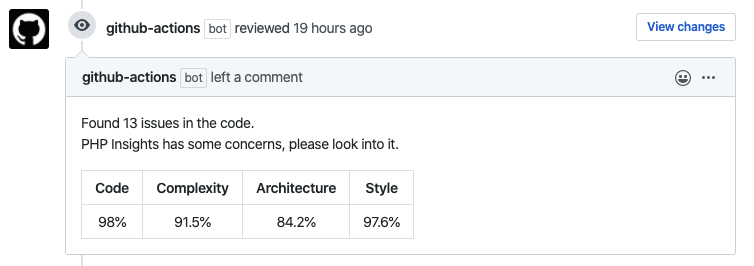 github-actions bot reviewed 19 hours ago View changes
github-actions bot left a comment
Found 13 issues in the code.
PHP Insights has some concerns, please look into it.
Code Complexity Architecture Style
98% 91.5% 84.2% 97.6%